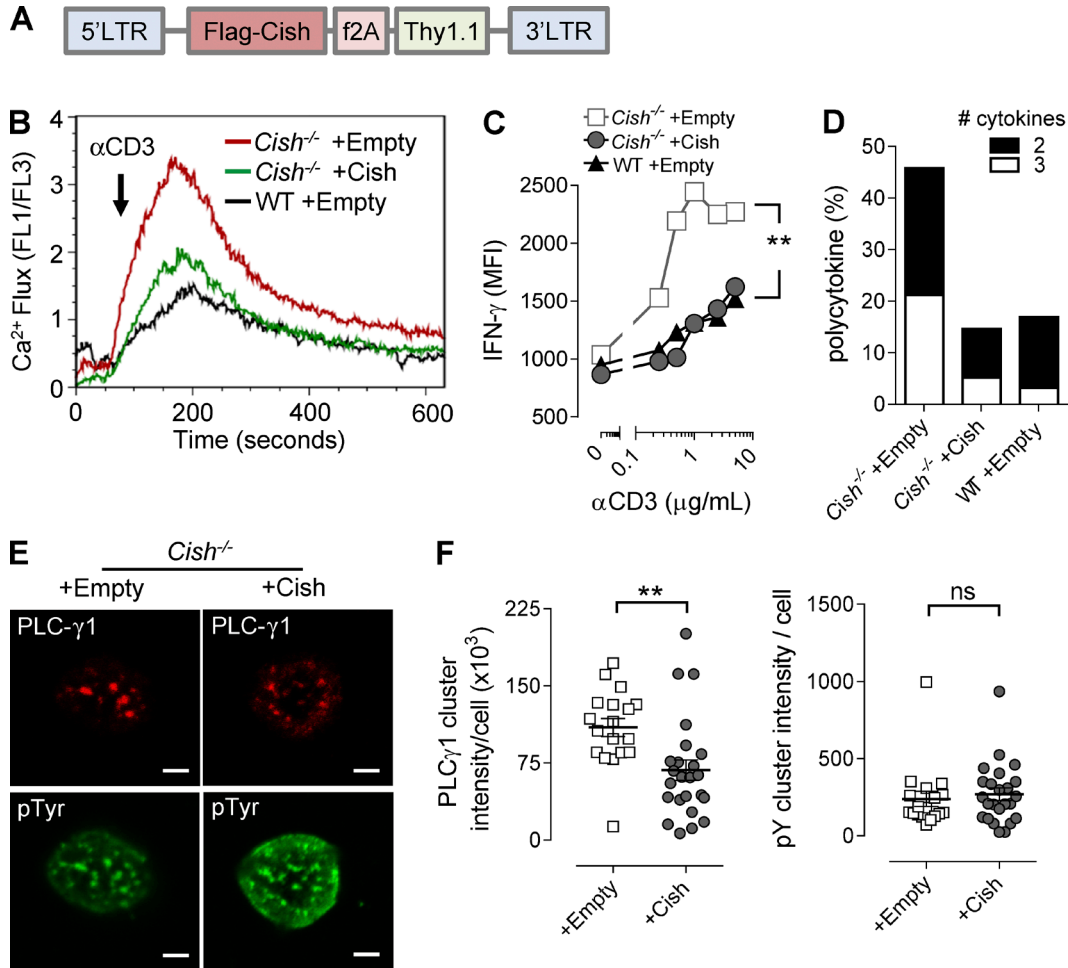 A
5'LTR
Flag-Cish
f2A
Thy1.1
3'LTR
B
Ca²⁺ Flux (FL1/FL3)
4
3
2
1
0
αCD3
Cish⁻/⁻ +Empty
Cish⁻/⁻ +Cish
WT +Empty
0 200 400 600
Time (seconds)
C
Cish⁻/⁻ +Empty
Cish⁻/⁻ +Cish
WT +Empty
IFN-γ (MFI)
2500
2000
1500
1000
500
**
0 0.1 1 10
αCD3 (μg/mL)
D
# cytokines
2
3
polycytokine (%)
50
40
30
20
10
0
Cish⁻/⁻ +Empty
Cish⁻/⁻ +Cish
WT +Empty
E
Cish⁻/⁻
+Empty
+Cish
PLC-γ1
PLC-γ1
pTyr
pTyr
F
PLCγ1 cluster
intensity/cell (x10³)
225
150
75
0
**
+Empty
+Cish
pY cluster intensity / cell
1500
1000
500
0
ns
+Empty
+Cish